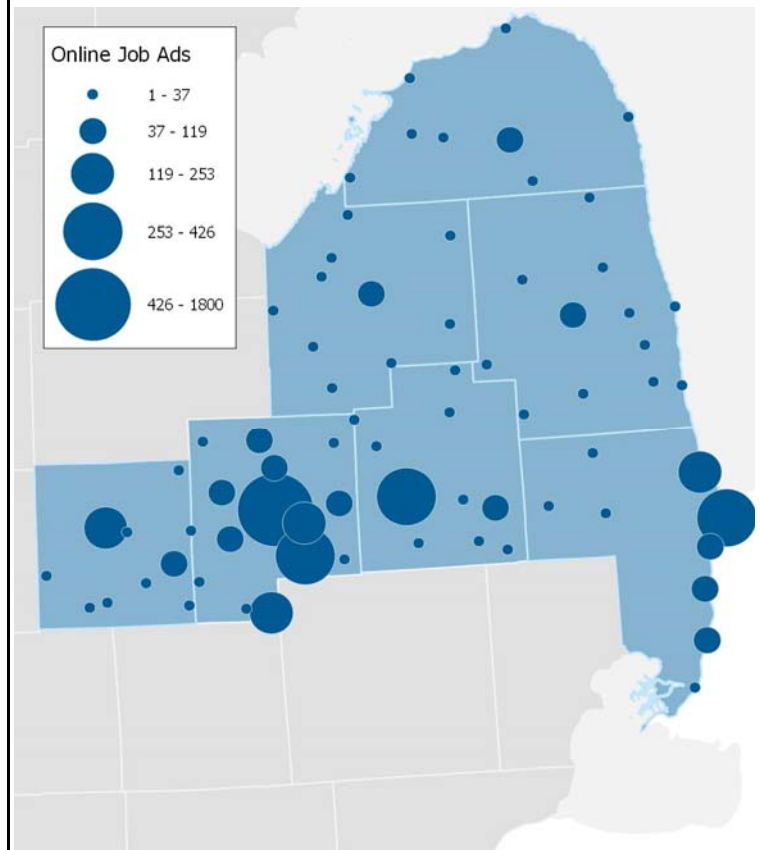 Online Job Ads
1 - 37
37 - 119
119 - 253
253 - 426
426 - 1800